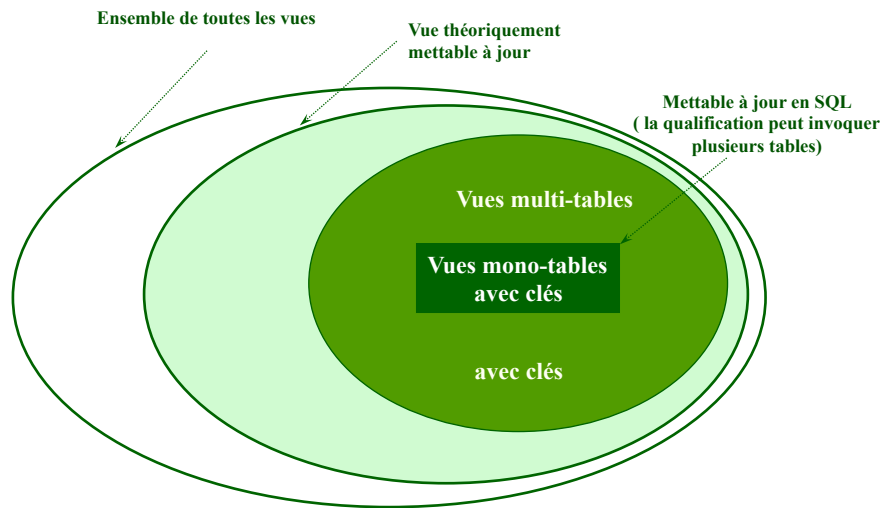 Ensemble de toutes les vues
Vue théoriquement
mettable à jour
Mettable à jour en SQL
( la qualification peut invoquer
plusieurs tables)
Vues multi-tables
Vues mono-tables
avec clés
avec clés